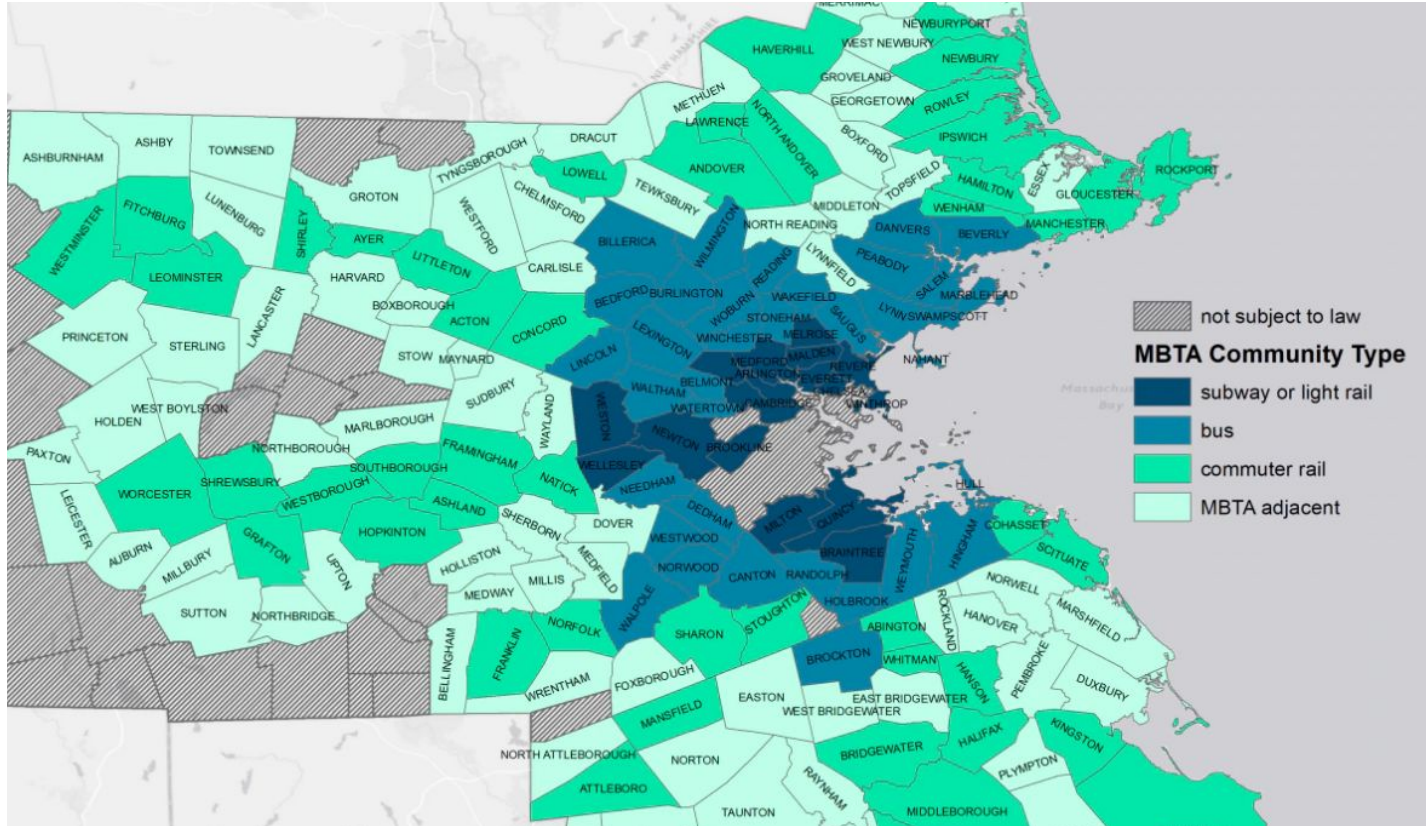 MERRIMAC
NEWBURYPORT
WEST NEWBURY
HAVERHILL
NEWBURY
NEW HAMPSHIRE
GROVELAND
METHUEN
GEORGETOWN
ROWLEY
LAWRENCE
NORTH ANDOVER
DRACUT
IPSWICH
BOXFORD
ASHBURNHAM
ASHBY
TOWNSEND
TYNGSBOROUGH
ANDOVER
LOWELL
TOPSFIELD
HAMILTON
ESSEX
ROCKPORT
GLOUCESTER
GROTON
CHELMSFORD
TEWKSBURY
MIDDLETON
WENHAM
FITCHBURG
LUNENBURG
WESTFORD
NORTH READING
MANCHESTER
WESTMINSTER
SHIRLEY
AYER
BILLERICA
WILMINGTON
DANVERS
BEVERLY
LITTLETON
LYNNFIELD
PEABODY
LEOMINSTER
HARVARD
CARLISLE
READING
SALEM
BEDFORD
BURLINGTON
WAKEFIELD
MARBLEHEAD
LANCASTER
BOXBOROUGH
ACTON
CONCORD
WOBURN
STONEHAM
SAUGUS
LYNN
SWAMPSCOTT
PRINCETON
STERLING
LEXINGTON
WINCHESTER
MELROSE
STOW
MAYNARD
LINCOLN
MEDFORD
MALDEN
REVERE
NAHANT
ARLINGTON
EVERETT
BELMONT
CHELSEA
WALTHAM
SUDBURY
WATERTOWN
CAMBRIDGE
WINTHROP
WEST BOYLSTON
HOLDEN
MARLBOROUGH
WAYLAND
WESTON
NEWTON
BROOKLINE
NORTHBOROUGH
FRAMINGHAM
PAXTON
SOUTHBOROUGH
WELLESLEY
WORCESTER
SHREWSBURY
WESTBOROUGH
NATICK
NEEDHAM
HULL
LEICESTER
ASHLAND
SHERBORN
DOVER
DEDHAM
MILTON
QUINCY
COHASSET
AUBURN
MILLBURY
GRAFTON
HOPKINTON
WESTWOOD
BRAINTREE
WEYMOUTH
HINGHAM
SCITUATE
UPTON
HOLLISTON
MEDFIELD
NORWOOD
CANTON
RANDOLPH
MILLIS
NORWELL
SUTTON
NORTHBRIDGE
MEDWAY
WALPOLE
HOLBROOK
MARSHFIELD
STOUGHTON
ROCKLAND
HANOVER
NORFOLK
SHARON
ABINGTON
BELLINGHAM
FRANKLIN
BROCKTON
WHITMAN
HANSON
PEMBROKE
WRENTHAM
FOXBOROUGH
DUXBURY
EASTON
EAST BRIDGEWATER
WEST BRIDGEWATER
MANSFIELD
HALIFAX
KINGSTON
NORTH ATTLEBOROUGH
NORTON
BRIDGEWATER
PLYMPTON
RAYNHAM
ATTLEBORO
TAUNTON
MIDDLEBOROUGH
Massachusetts
Bay
not subject to law
MBTA Community Type
subway or light rail
bus
commuter rail
MBTA adjacent